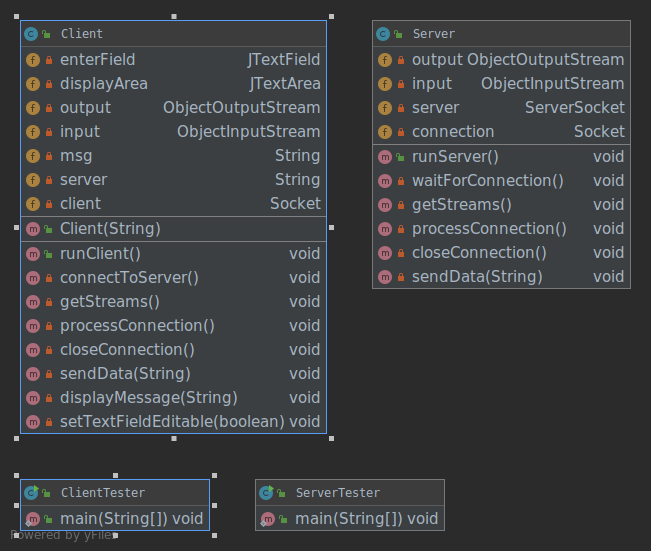 Client
enterField JTextField
displayArea JTextArea
output ObjectOutputStream
input ObjectInputStream
msg String
server String
client Socket
Client(String)
runClient() void
connectToServer() void
getStreams() void
processConnection() void
closeConnection() void
sendData(String) void
displayMessage(String) void
setTextFieldEditable(boolean) void
Server
output ObjectOutputStream
input ObjectInputStream
server ServerSocket
connection Socket
runServer() void
waitForConnection() void
getStreams() void
processConnection() void
closeConnection() void
sendData(String) void
ClientTester
main(String[]) void
ServerTester
main(String[]) void
Powered by yFiles